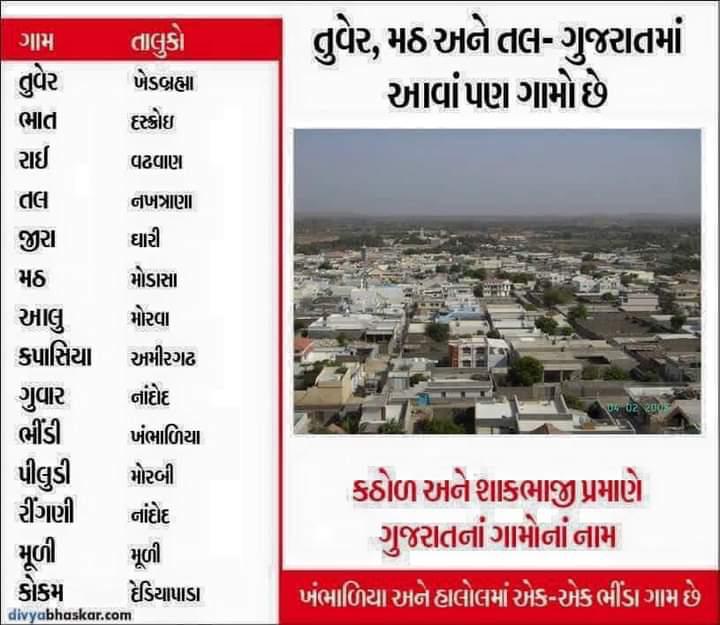 ગામ તાલુકો
તુવેર ખેડબ્રહ્મા
ભાત દસ્ક્રોઇ
રાઈ વઢવાણ
તલ નખત્રાણા
જીરા ધારી
મઠ મોડાસા
આલુ મોરવા
કપાસિયા અમીરગઢ
ગુવાર નાંદોદ
ભીંડી ખંભાળિયા
પીલુડી મોરબી
રીંગણી નાંદોદ
મૂળી મૂળી
કોકમ દેડિયાપાડા
divyabhaskar.com
તુવેર, મઠ અને તલ- ગુજરાતમાં
આવાં પણ ગામો છે
04 02 2005
કઠોળ અને શાકભાજી પ્રમાણે
ગુજરાતનાં ગામોનાં નામ
ખંભાળિયા અને હાલોલમાં એક-એક ભીંડા ગામ છે